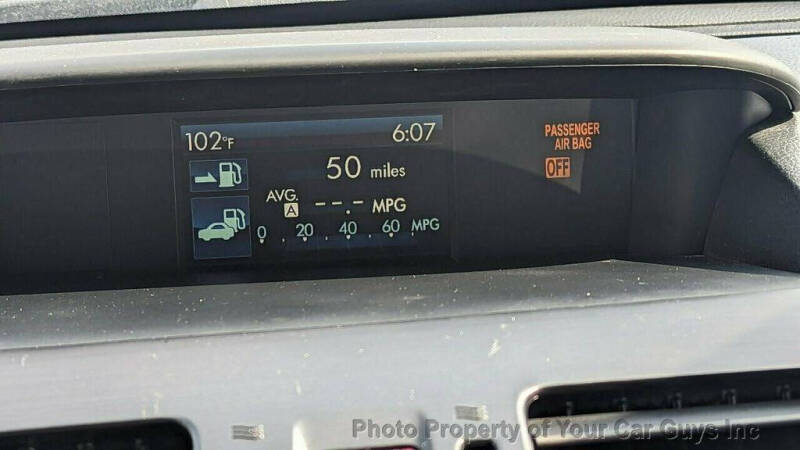 102°F 6:07
50 miles
AVG.
A --.- MPG
0 20 40 60 MPG
PASSENGER
AIR BAG
OFF
Photo Property of Your Car Guys Inc